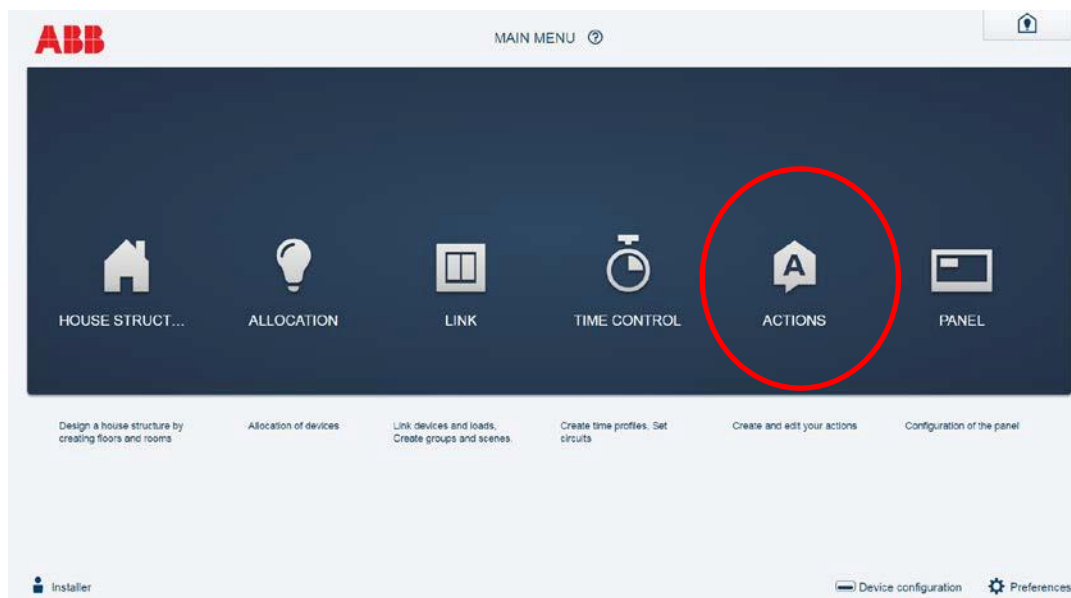 ABB
MAIN MENU ?
HOUSE STRUCT...
ALLOCATION
LINK
TIME CONTROL
A
ACTIONS
PANEL
Design a house structure by
creating floors and rooms
Allocation of devices
Link devices and loads,
Create groups and scenes.
Create time profiles, Set
circuits
Create and edit your actions
Configuration of the panel
Installer
Device configuration
Preferences